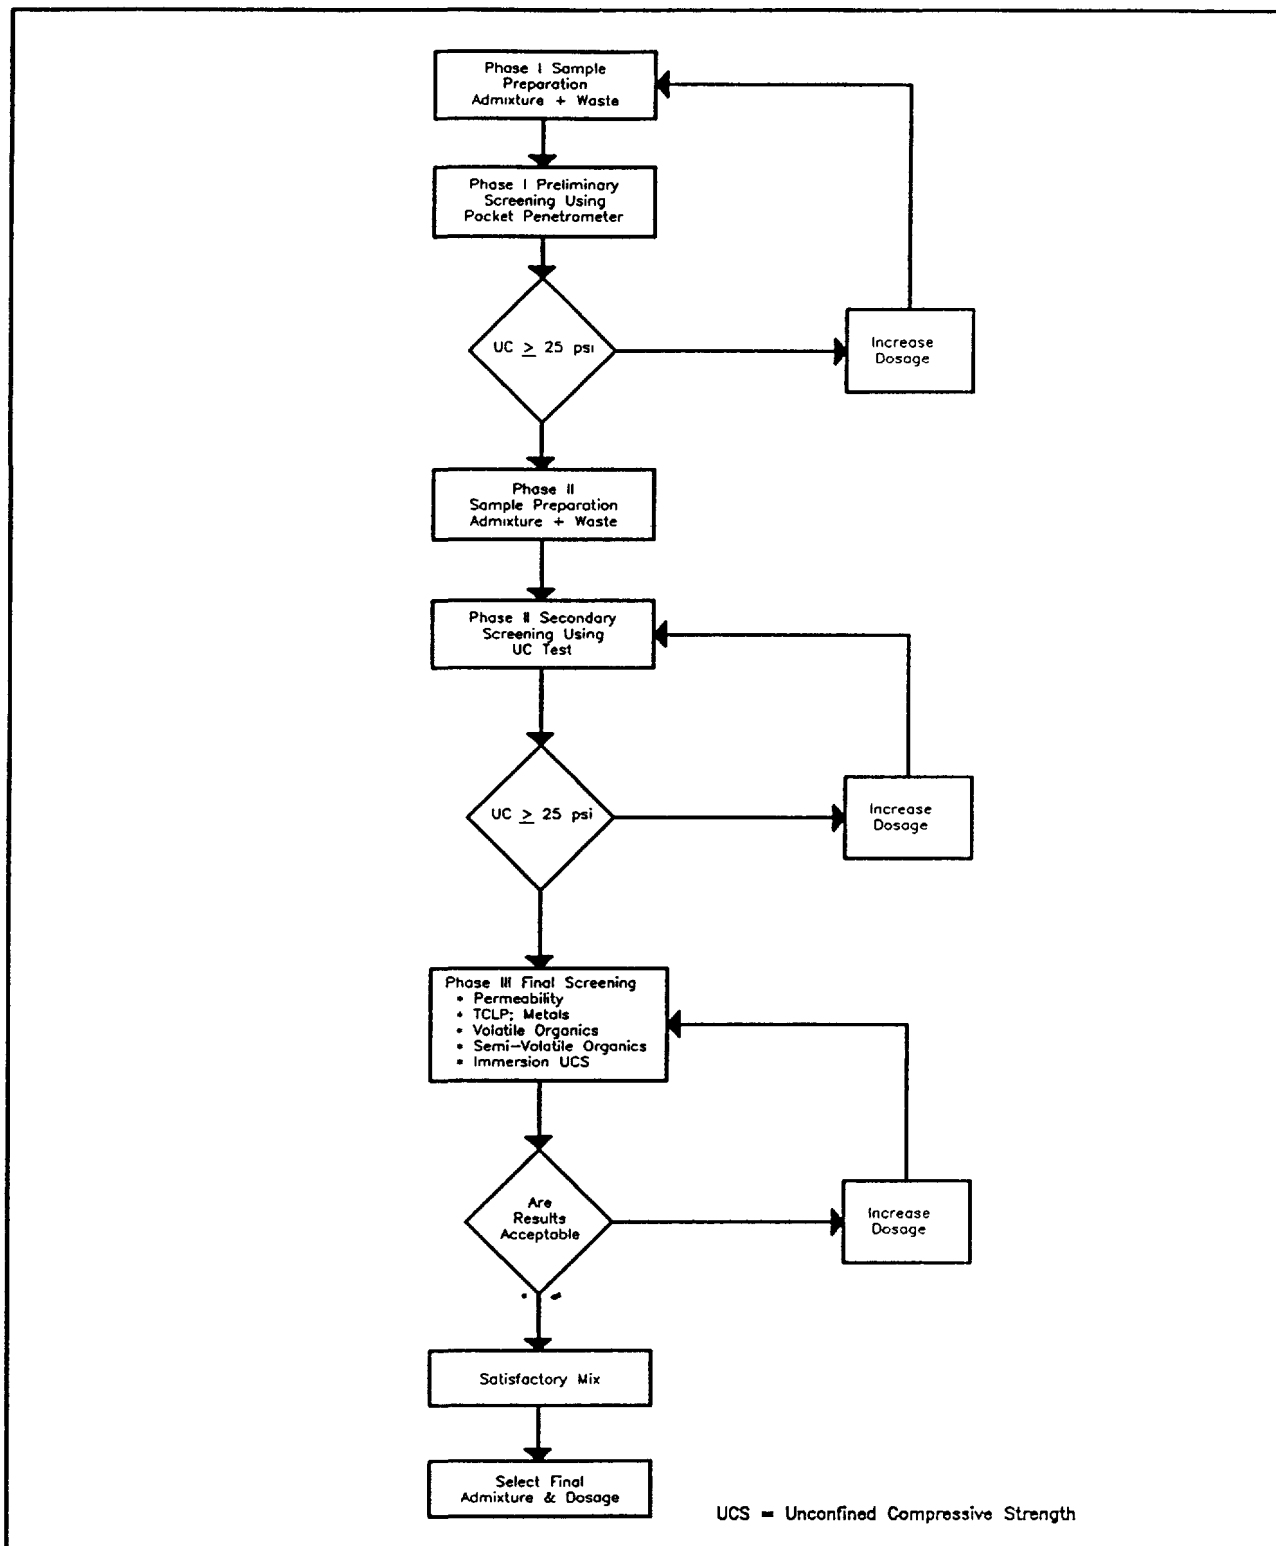 Phase I Sample
Preparation
Admixture + Waste
Phase I Preliminary
Screening Using
Pocket Penetrometer
UC ≥ 25 psi
Increase
Dosage
Phase II
Sample Preparation
Admixture + Waste
Phase II Secondary
Screening Using
UC Test
UC ≥ 25 psi
Increase
Dosage
Phase III Final Screening
* Permeability
* TCLP; Metals
* Volatile Organics
* Semi-Volatile Organics
* Immersion UCS
Are
Results
Acceptable
Increase
Dosage
Satisfactory Mix
Select Final
Admixture & Dosage
UCS = Unconfined Compressive Strength